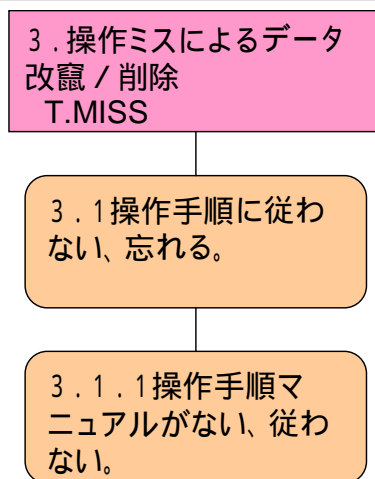 ３．操作ミスによるデータ
改竄／削除
T.MISS
３．１操作手順に従わ
ない、忘れる。
３．１．１操作手順マ
ニュアルがない、従わ
ない。